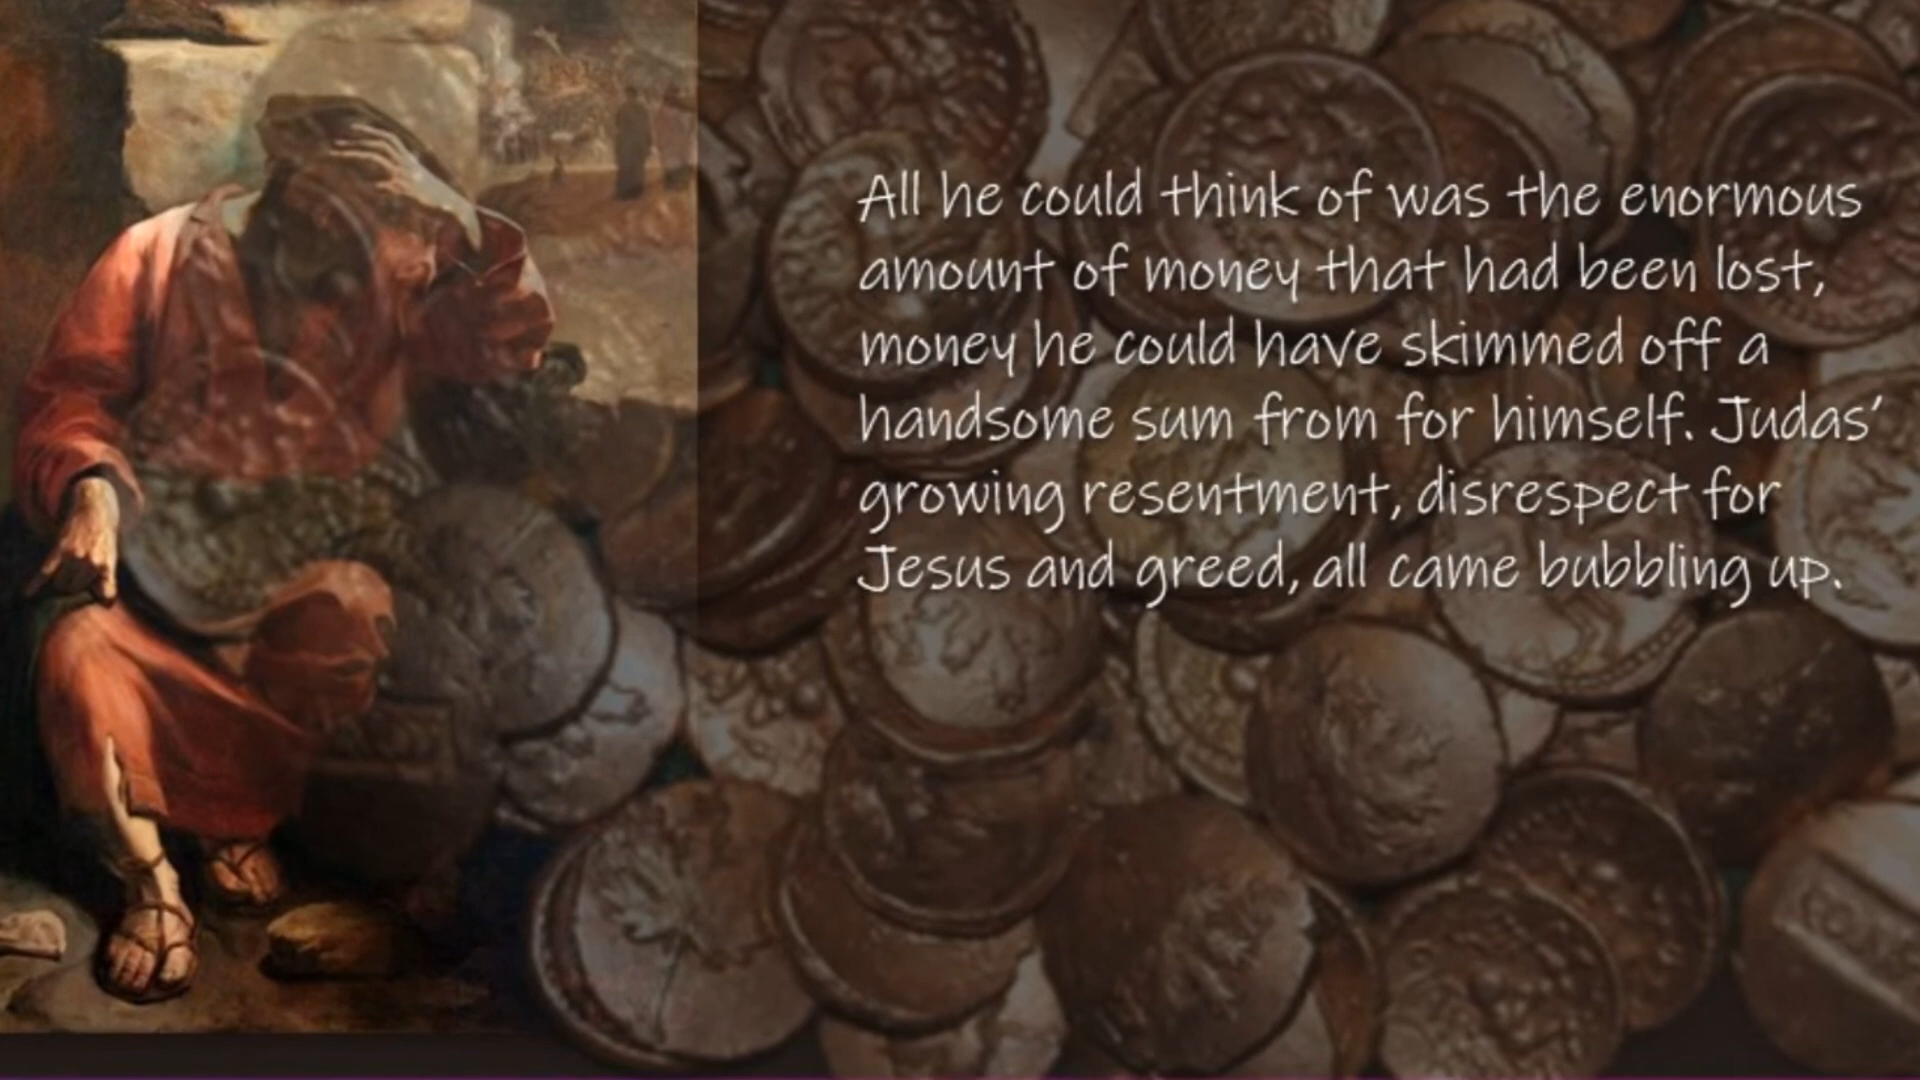 All he could think of was the enormous
amount of money that had been lost,
money he could have skimmed off a
handsome sum from for himself. Judas'
growing resentment, disrespect for
Jesus and greed, all came bubbling up.